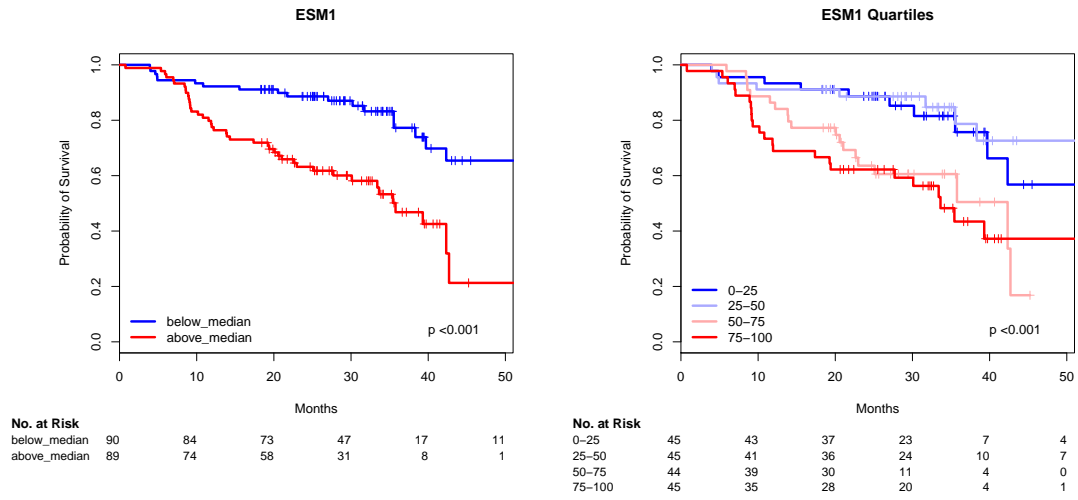 ESM1
1.0
0.8
0.6
0.4
0.2
0.0
Probability of Survival
below_median
above_median
p <0.001
0 10 20 30 40 50
Months
No. at Risk
below_median 90 84 73 47 17 11
above_median 89 74 58 31 8 1
ESM1 Quartiles
1.0
0.8
0.6
0.4
0.2
0.0
Probability of Survival
0−25
25−50
50−75
75−100
p <0.001
0 10 20 30 40 50
Months
No. at Risk
0−25 45 43 37 23 7 4
25−50 45 41 36 24 10 7
50−75 44 39 30 11 4 0
75−100 45 35 28 20 4 1